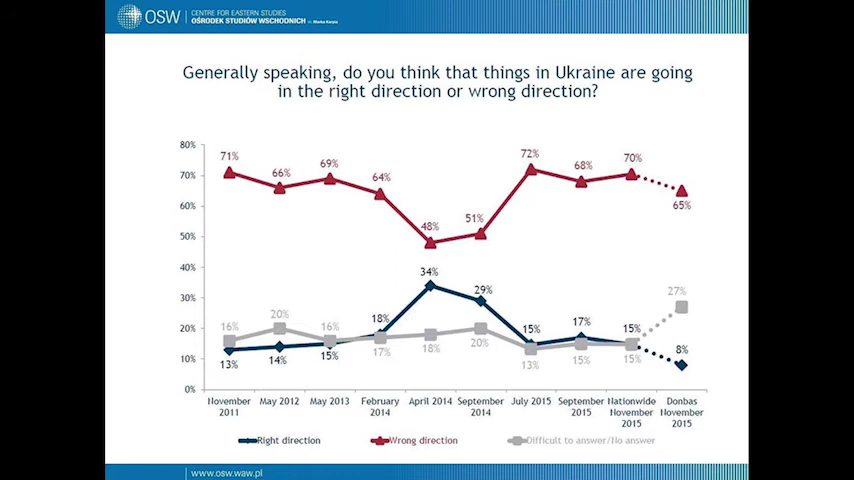 OSW
CENTRE FOR EASTERN STUDIES
OŚRODEK STUDIÓW WSCHODNICH im. Marka Karpia
Generally speaking, do you think that things in Ukraine are going
in the right direction or wrong direction?
80%
70%
60%
50%
40%
30%
20%
10%
0%
71%
66%
69%
64%
48%
51%
72%
68%
70%
65%
34%
29%
18%
15%
17%
15%
13%
14%
15%
8%
16%
20%
16%
17%
18%
20%
13%
15%
15%
27%
November
2011
May 2012
May 2013
February
2014
April 2014
September
2014
July 2015
September
2015
Nationwide
November
2015
Donbas
November
2015
Right direction
Wrong direction
Difficult to answer/No answer
www.osw.waw.pl